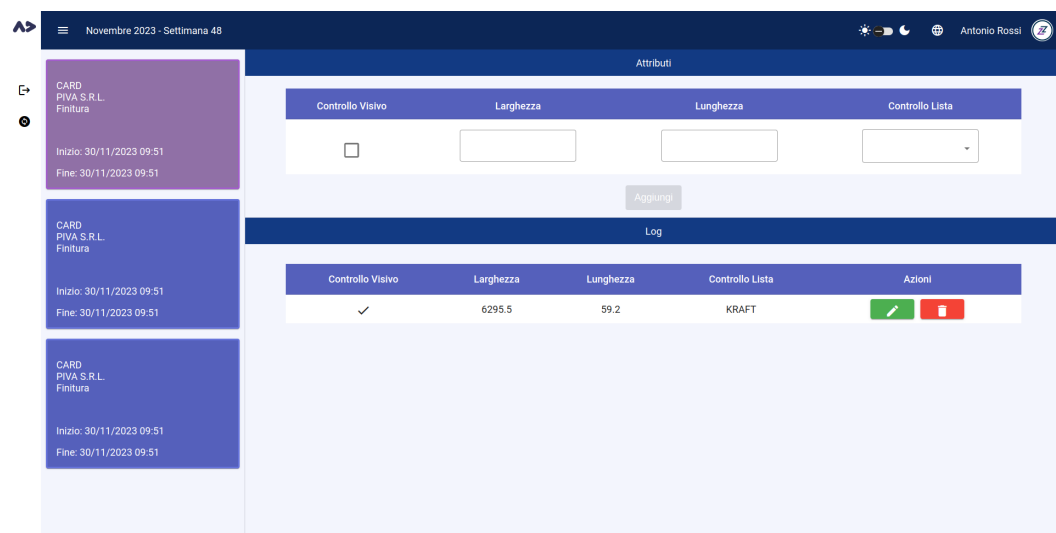 Novembre 2023 - Settimana 48
Antonio Rossi
CARD
PIVA S.R.L.
Finitura
Inizio: 30/11/2023 09:51
Fine: 30/11/2023 09:51
CARD
PIVA S.R.L.
Finitura
Inizio: 30/11/2023 09:51
Fine: 30/11/2023 09:51
CARD
PIVA S.R.L.
Finitura
Inizio: 30/11/2023 09:51
Fine: 30/11/2023 09:51
Attributi
Controllo Visivo Larghezza Lunghezza Controllo Lista
Aggiungi
Log
Controllo Visivo Larghezza Lunghezza Controllo Lista Azioni
6295.5 59.2 KRAFT